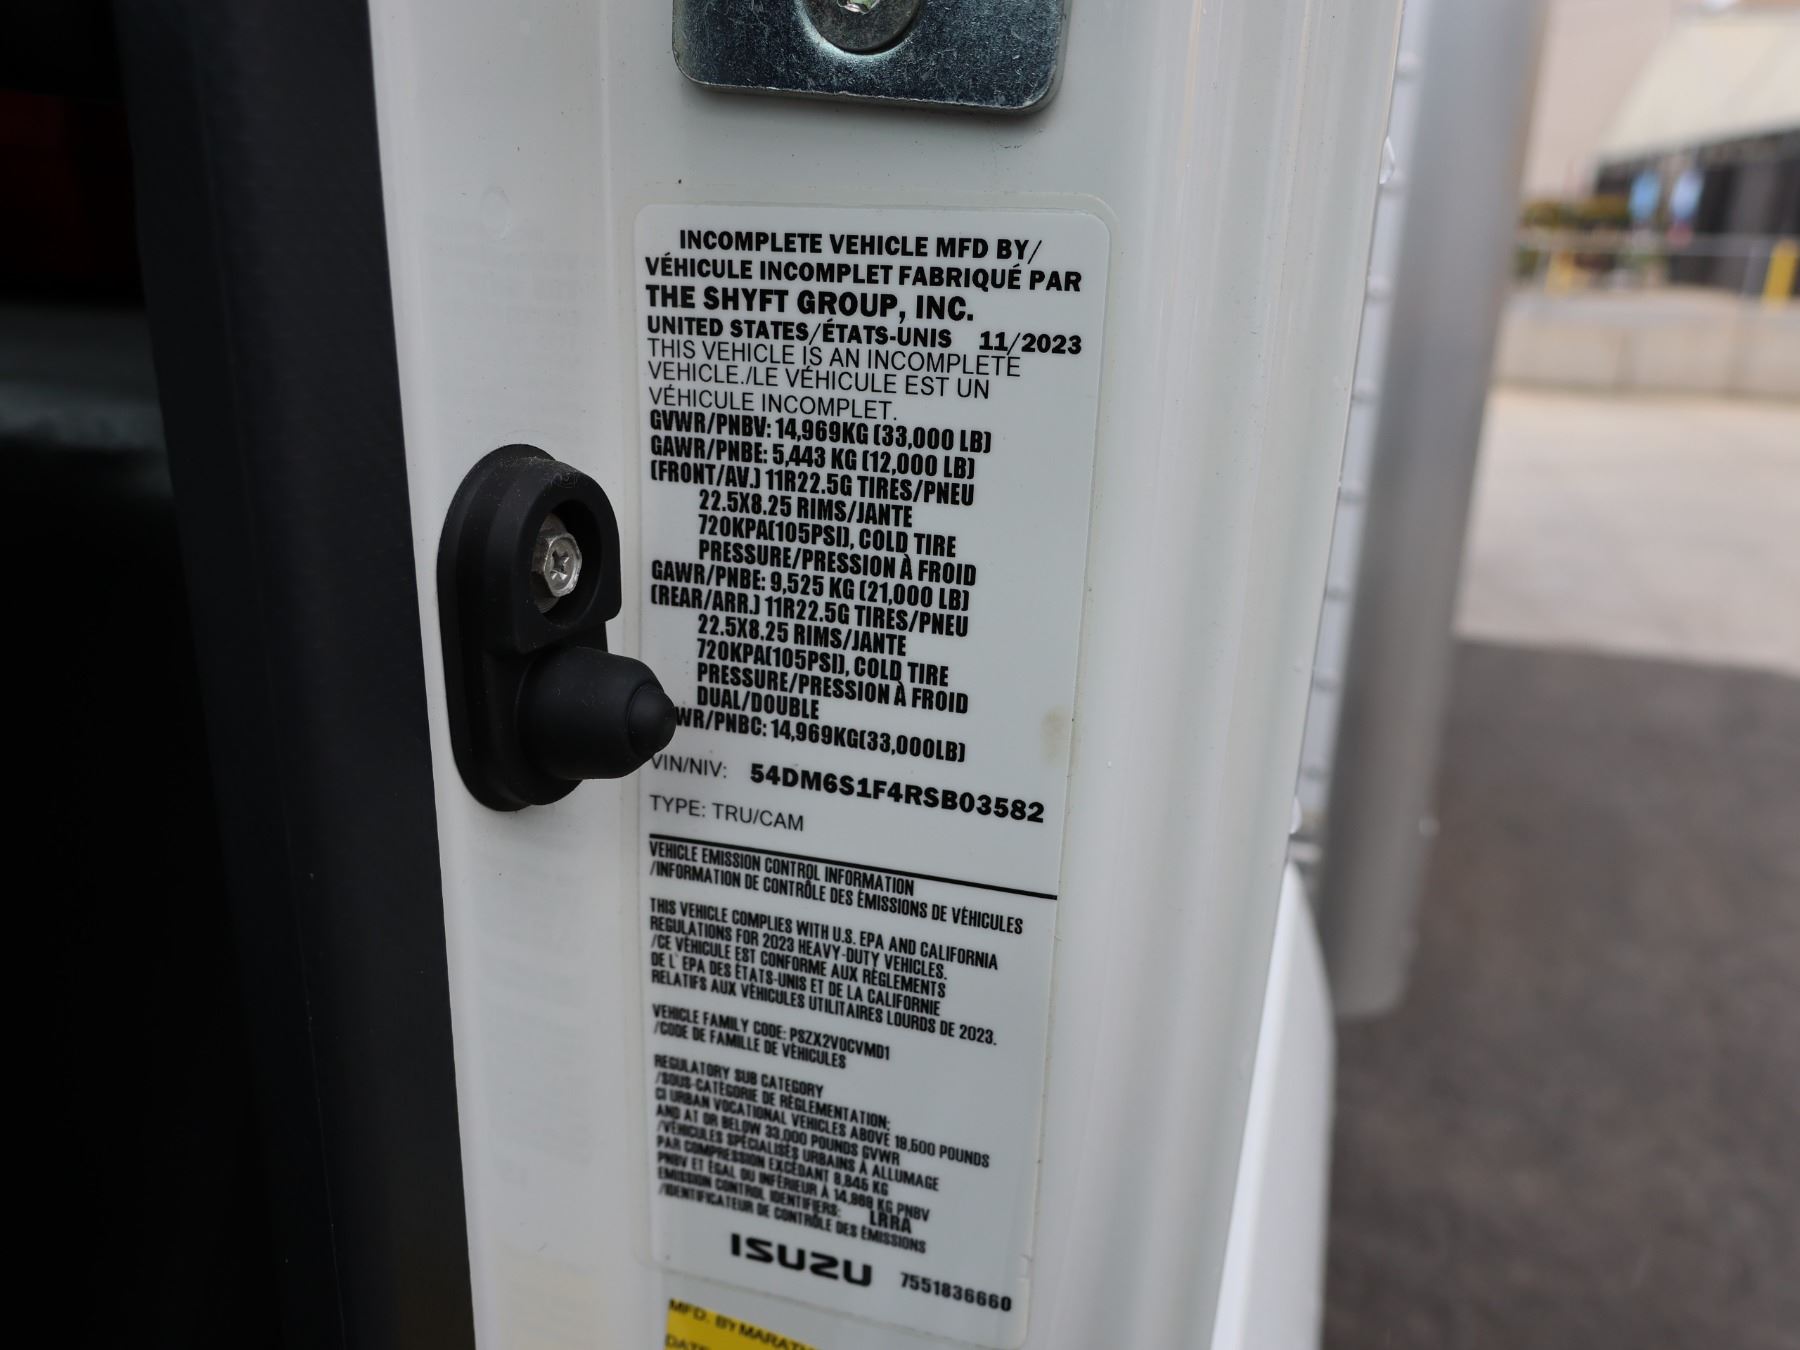 INCOMPLETE VEHICLE MFD BY/
VÉHICULE INCOMPLET FABRIQUÉ PAR
THE SHYFT GROUP, INC.
UNITED STATES/ÉTATS-UNIS 11/2023
THIS VEHICLE IS AN INCOMPLETE
VEHICLE./LE VÉHICULE EST UN
VÉHICULE INCOMPLET.
GVWR/PNBV: 14,969KG (33,000 LB)
GAWR/PNBE: 5,443 KG (12,000 LB)
(FRONT/AV.) 11R22.5G TIRES/PNEU
22.5X8.25 RIMS/JANTE
720KPA(105PSI), COLD TIRE
PRESSURE/PRESSION À FROID
GAWR/PNBE: 9,525 KG (21,000 LB)
(REAR/ARR.) 11R22.5G TIRES/PNEU
22.5X8.25 RIMS/JANTE
720KPA(105PSI), COLD TIRE
PRESSURE/PRESSION À FROID
DUAL/DOUBLE
WR/PNBC: 14,969KG(33,000LB)
VIN/NIV: 54DM6S1F4RSB03582
TYPE: TRU/CAM
VEHICLE EMISSION CONTROL INFORMATION
/INFORMATION DE CONTRÔLE DES ÉMISSIONS DE VÉHICULES
THIS VEHICLE COMPLIES WITH U.S. EPA AND CALIFORNIA
REGULATIONS FOR 2023 HEAVY-DUTY VEHICLES.
/CE VÉHICULE EST CONFORME AUX RÈGLEMENTS
DE L' EPA DES ÉTATS-UNIS ET DE LA CALIFORNIE
RELATIFS AUX VÉHICULES UTILITAIRES LOURDS DE 2023.
VEHICLE FAMILY CODE: PSZX2VOCVMD1
/CODE DE FAMILLE DE VÉHICULES
REGULATORY SUB CATEGORY
/SOUS-CATÉGORIE DE RÉGLEMENTATION:
CI URBAN VOCATIONAL VEHICLES ABOVE 19,500 POUNDS
AND AT OR BELOW 33,000 POUNDS GVWR
/VÉHICULES SPÉCIALISÉS URBAINS À ALLUMAGE
PAR COMPRESSION EXCÉDANT 8,845 KG
PNBV ET ÉGAL OU INFÉRIEUR À 14,969 KG PNBV
EMISSION CONTROL IDENTIFIERS: LRRA
/IDENTIFICATEUR DE CONTRÔLE DES ÉMISSIONS
ISUZU 7551836660
MFD. BY MARATH
DATE